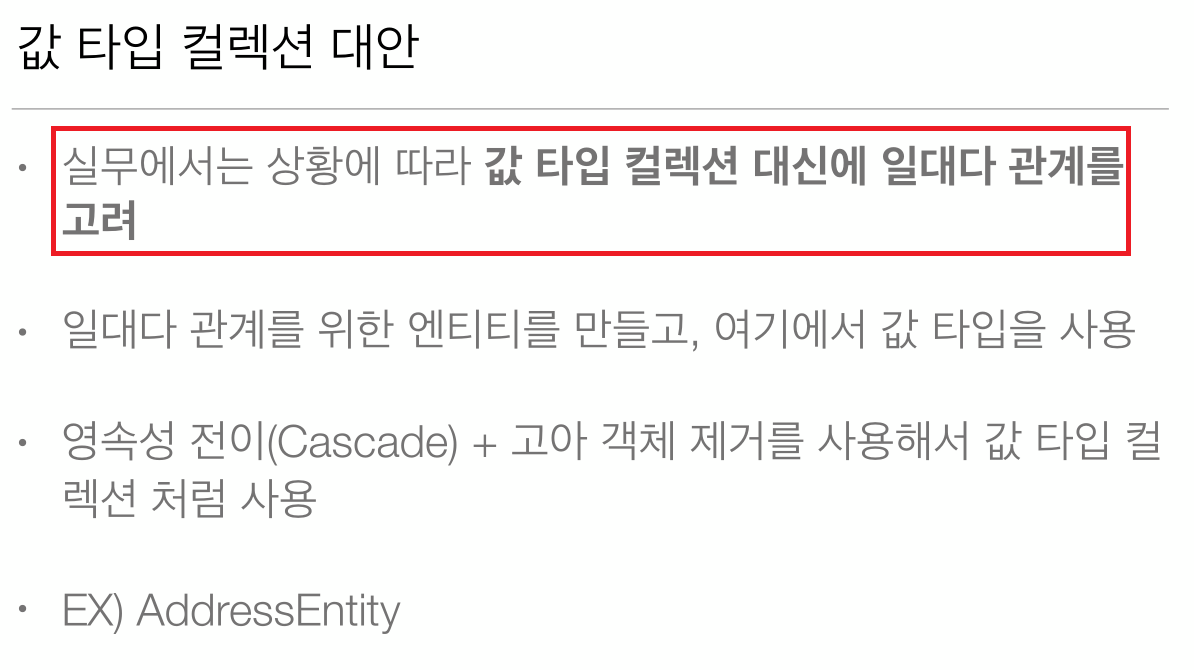 값 타입 컬렉션 대안
• 실무에서는 상황에 따라 값 타입 컬렉션 대신에 일대다 관계를
고려
• 일대다 관계를 위한 엔티티를 만들고, 여기에서 값 타입을 사용
• 영속성 전이(Cascade) + 고아 객체 제거를 사용해서 값 타입 컬
렉션 처럼 사용
• EX) AddressEntity